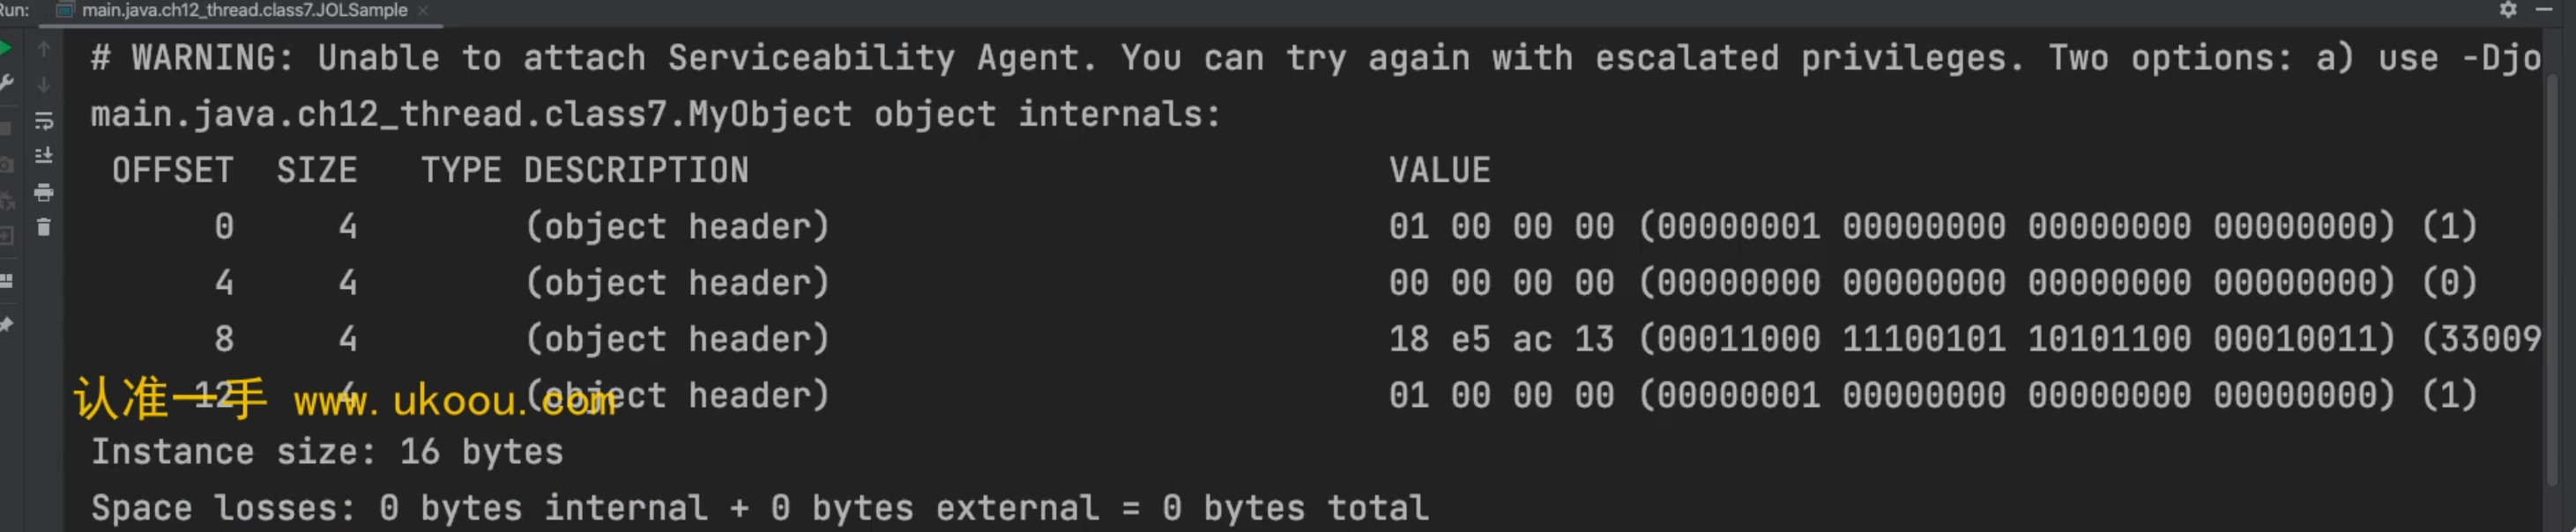 Run: main.java.ch12_thread.class7.JOLSample ×
# WARNING: Unable to attach Serviceability Agent. You can try again with escalated privileges. Two options: a) use -Djo
main.java.ch12_thread.class7.MyObject object internals:
OFFSET SIZE TYPE DESCRIPTION VALUE
0 4 (object header) 01 00 00 00 (00000001 00000000 00000000 00000000) (1)
4 4 (object header) 00 00 00 00 (00000000 00000000 00000000 00000000) (0)
8 4 (object header) 18 e5 ac 13 (00011000 11100101 10101100 00010011) (33009
12 4 (object header) 01 00 00 00 (00000001 00000000 00000000 00000000) (1)
认准一手 www. ukoou. com
Instance size: 16 bytes
Space losses: 0 bytes internal + 0 bytes external = 0 bytes total